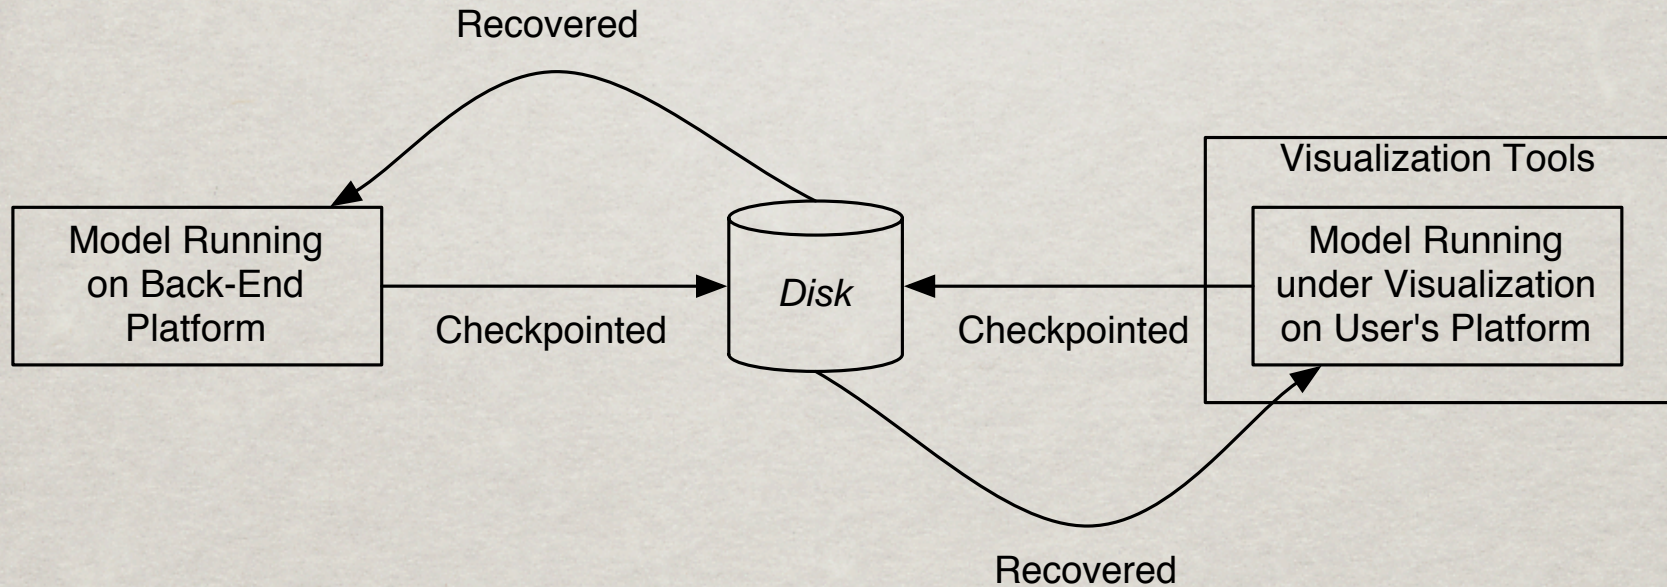 Recovered
Visualization Tools
Model Running
on Back-End
Platform
Checkpointed
Disk
Checkpointed
Model Running
under Visualization
on User's Platform
Recovered